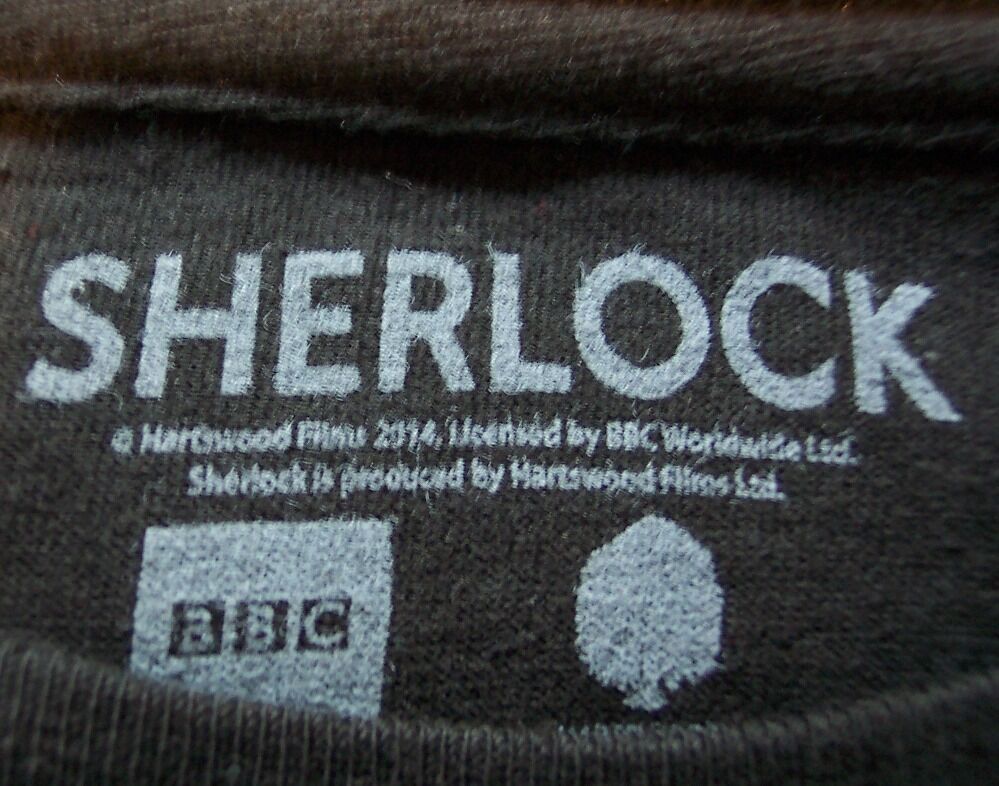 SHERLOCK
© Hartswood Films 2014, Licensed by BBC Worldwide Ltd.
Sherlock is produced by Hartswood Films Ltd.
BBC